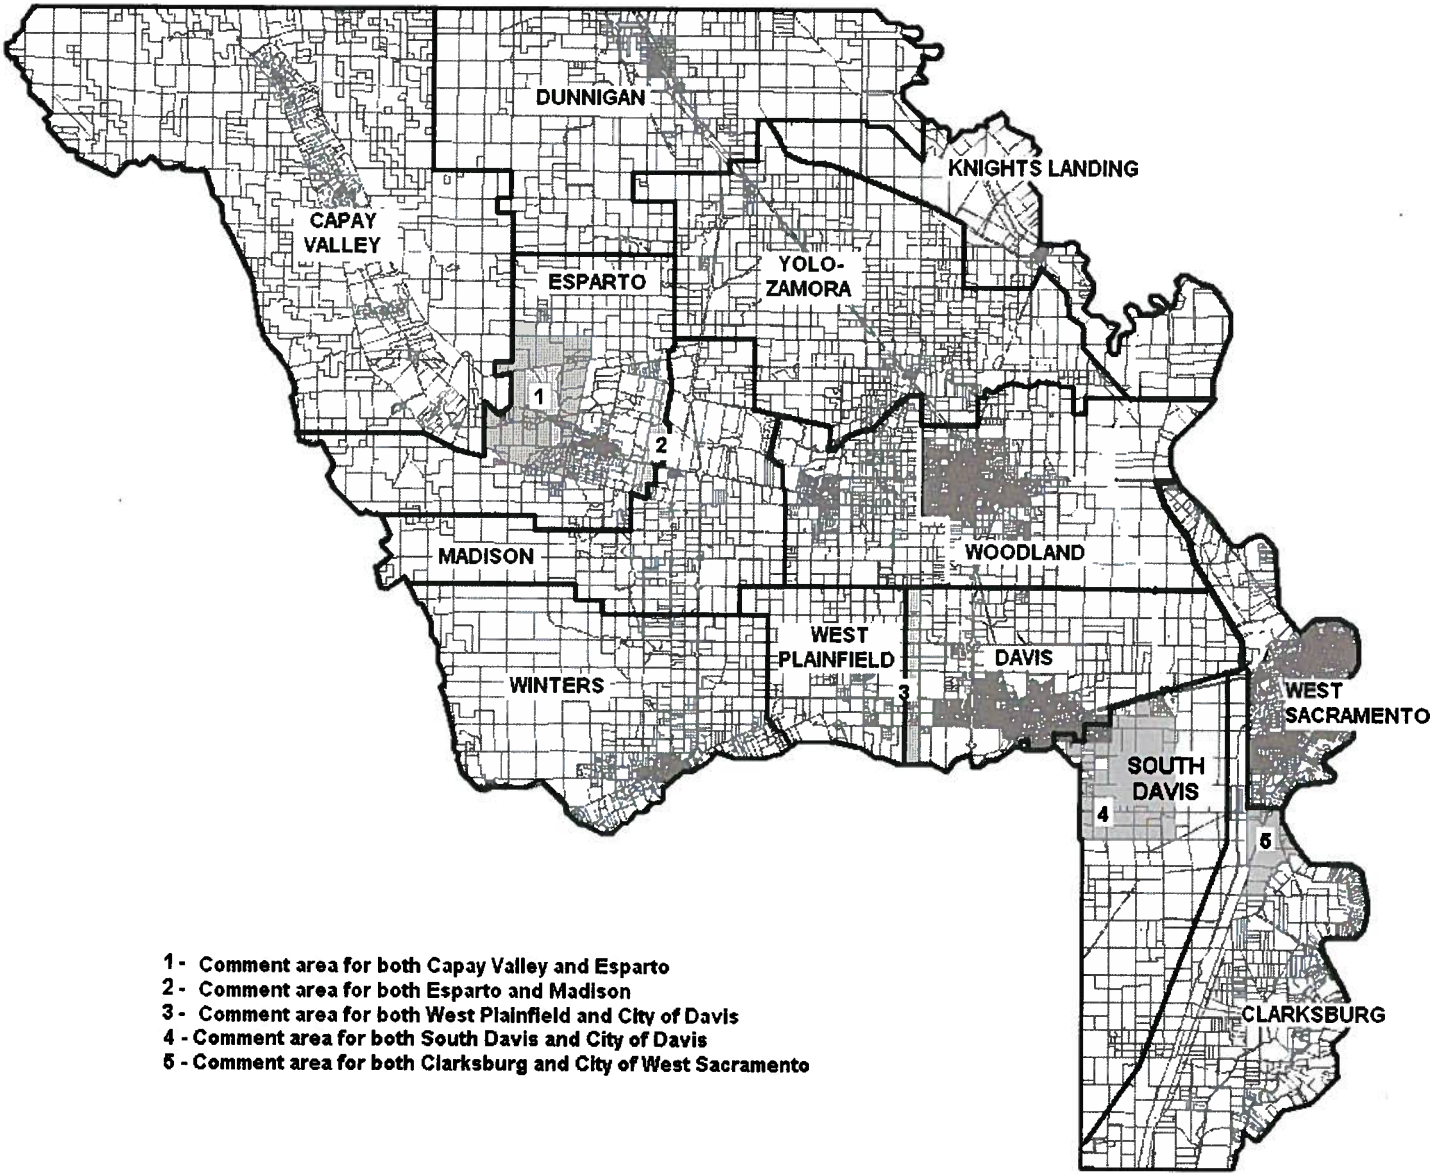 DUNNIGAN
KNIGHTS LANDING
CAPAY
VALLEY
YOLO-
ZAMORA
ESPARTO
1
2
MADISON
WOODLAND
WEST
PLAINFIELD
DAVIS
WINTERS
3
WEST
SACRAMENTO
SOUTH
DAVIS
4
5
CLARKSBURG
1 - Comment area for both Capay Valley and Esparto
2 - Comment area for both Esparto and Madison
3 - Comment area for both West Plainfield and City of Davis
4 - Comment area for both South Davis and City of Davis
5 - Comment area for both Clarksburg and City of West Sacramento